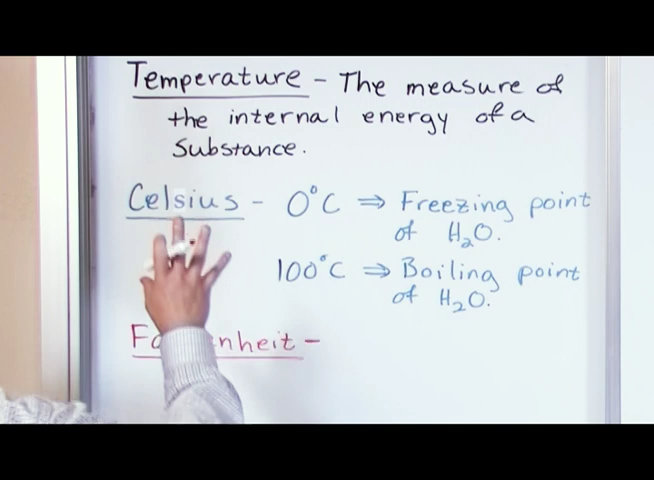 Temperature - The measure of
the internal energy of a
Substance.
Celsius - 0°C ⇒ Freezing point
of H₂O.
100°C ⇒ Boiling point
of H₂O.